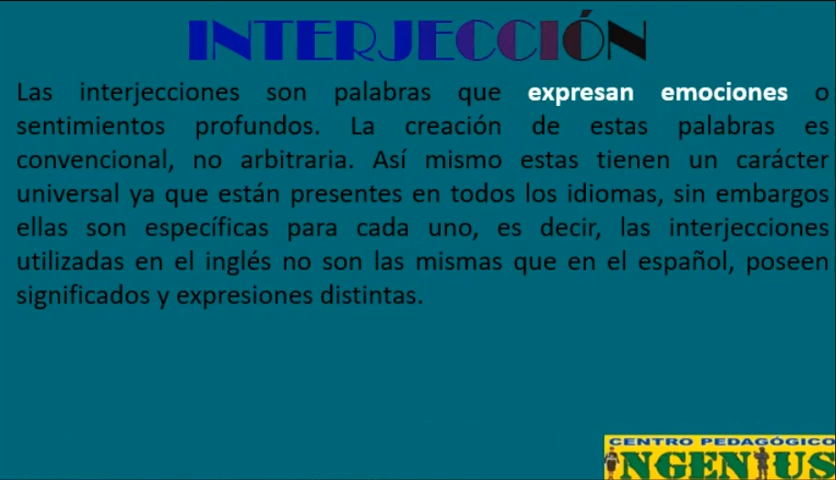 INTERJECCIÓN
Las interjecciones son palabras que expresan emociones o
sentimientos profundos. La creación de estas palabras es
convencional, no arbitraria. Así mismo estas tienen un carácter
universal ya que están presentes en todos los idiomas, sin embargos
ellas son específicas para cada uno, es decir, las interjecciones
utilizadas en el inglés no son las mismas que en el español, poseen
significados y expresiones distintas.
CENTRO PEDAGÓGICO
INGENIUS